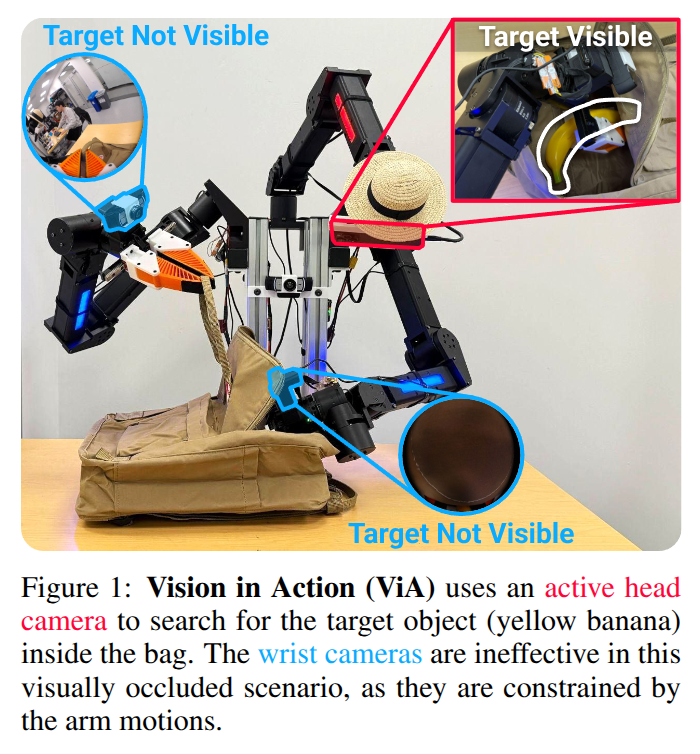 Target Not Visible
Target Visible
Target Not Visible
Figure 1: Vision in Action (ViA) uses an active head
camera to search for the target object (yellow banana)
inside the bag. The wrist cameras are ineffective in this
visually occluded scenario, as they are constrained by
the arm motions.